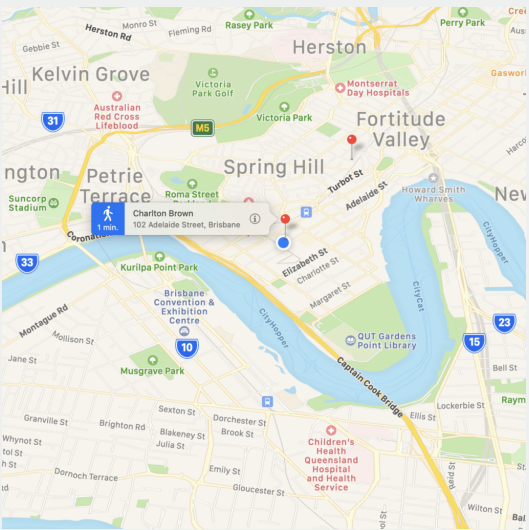 Monro St
Rasey Park
Perry Park
Herston Rd
Fleming Rd
Gebbie St
Herston
Kelvin Grove
Victoria
Park Golf
Montserrat
Day Hospitals
Australian
Red Cross
Lifeblood
Victoria Park
Fortitude
Valley
31
M5
Petrie
Terrace
Spring Hill
Turbot St
Adelaide St
Howard Smith
Wharves
Suncorp
Stadium
Roma Street
1 min.
Charlton Brown
102 Adelaide Street, Brisbane
CityHopper
33
Kurilpa Point Park
Elizabeth St
Charlotte St
Margaret St
CityCat
Brisbane
Convention &
Exhibition
Centre
CityHopper
Montague Rd
Mollison St
10
QUT Gardens
Point Library
23
15
Jane St
Musgrave Park
Captain Cook Bridge
Bell St
Lockerbie St
Ellis St
Sexton St
Dorchester St
Granville St
Brighton Rd
Blakeney St
Brook St
Julia St
Whynot St
Children's
Health
Queensland
Hospital
and Health
Service
Emily St
Dornoch Terrace
Gloucester St
Wilton St